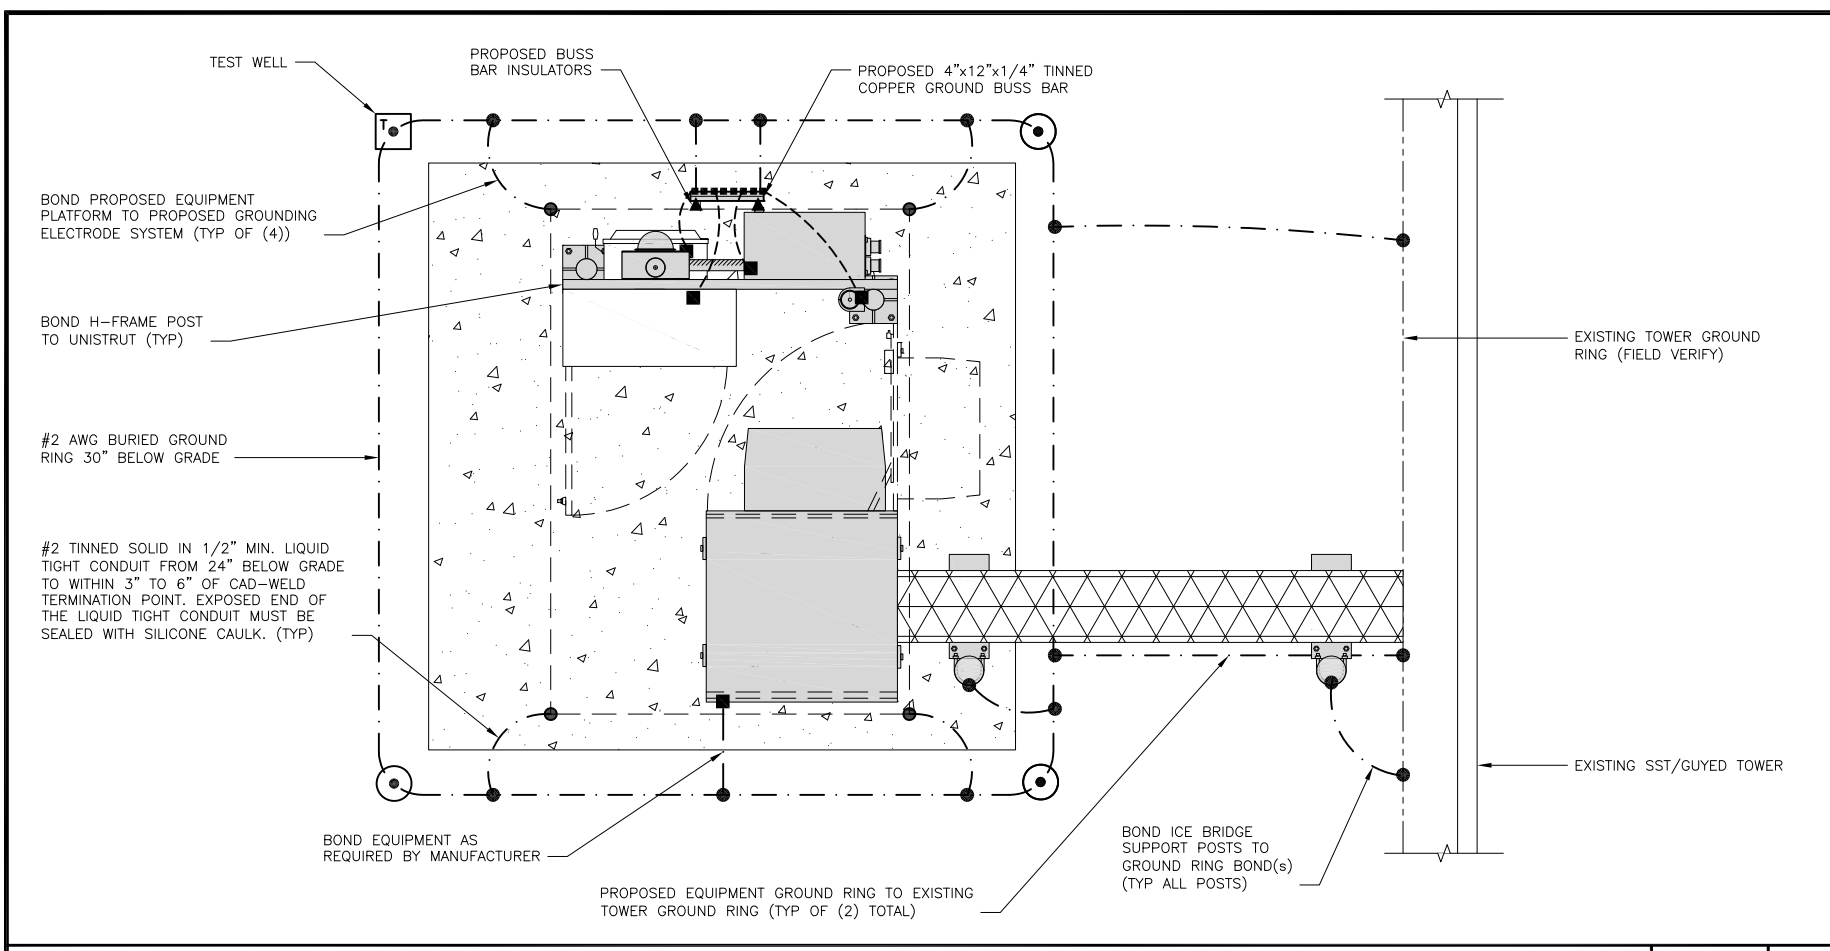 TEST WELL
PROPOSED BUSS
BAR INSULATORS
PROPOSED 4"x12"x1/4" TINNED
COPPER GROUND BUSS BAR
T
BOND PROPOSED EQUIPMENT
PLATFORM TO PROPOSED GROUNDING
ELECTRODE SYSTEM (TYP OF (4))
BOND H-FRAME POST
TO UNISTRUT (TYP)
EXISTING TOWER GROUND
RING (FIELD VERIFY)
#2 AWG BURIED GROUND
RING 30" BELOW GRADE
#2 TINNED SOLID IN 1/2" MIN. LIQUID
TIGHT CONDUIT FROM 24" BELOW GRADE
TO WITHIN 3" TO 6" OF CAD-WELD
TERMINATION POINT. EXPOSED END OF
THE LIQUID TIGHT CONDUIT MUST BE
SEALED WITH SILICONE CAULK. (TYP)
EXISTING SST/GUYED TOWER
BOND EQUIPMENT AS
REQUIRED BY MANUFACTURER
BOND ICE BRIDGE
SUPPORT POSTS TO
GROUND RING BOND(s)
(TYP ALL POSTS)
PROPOSED EQUIPMENT GROUND RING TO EXISTING
TOWER GROUND RING (TYP OF (2) TOTAL)